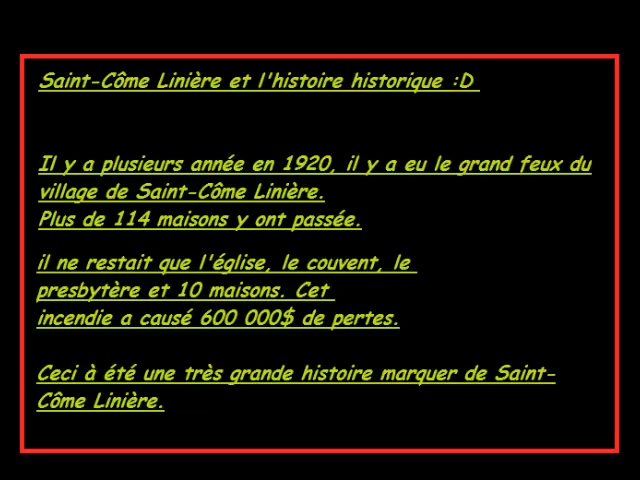 Saint-Côme Linière et l'histoire historique :D
Il y a plusieurs année en 1920, il y a eu le grand feux du
village de Saint-Côme Linière.
Plus de 114 maisons y ont passée.
il ne restait que l'église, le couvent, le
presbytère et 10 maisons. Cet
incendie a causé 600 000$ de pertes.
Ceci à été une très grande histoire marquer de Saint-
Côme Linière.